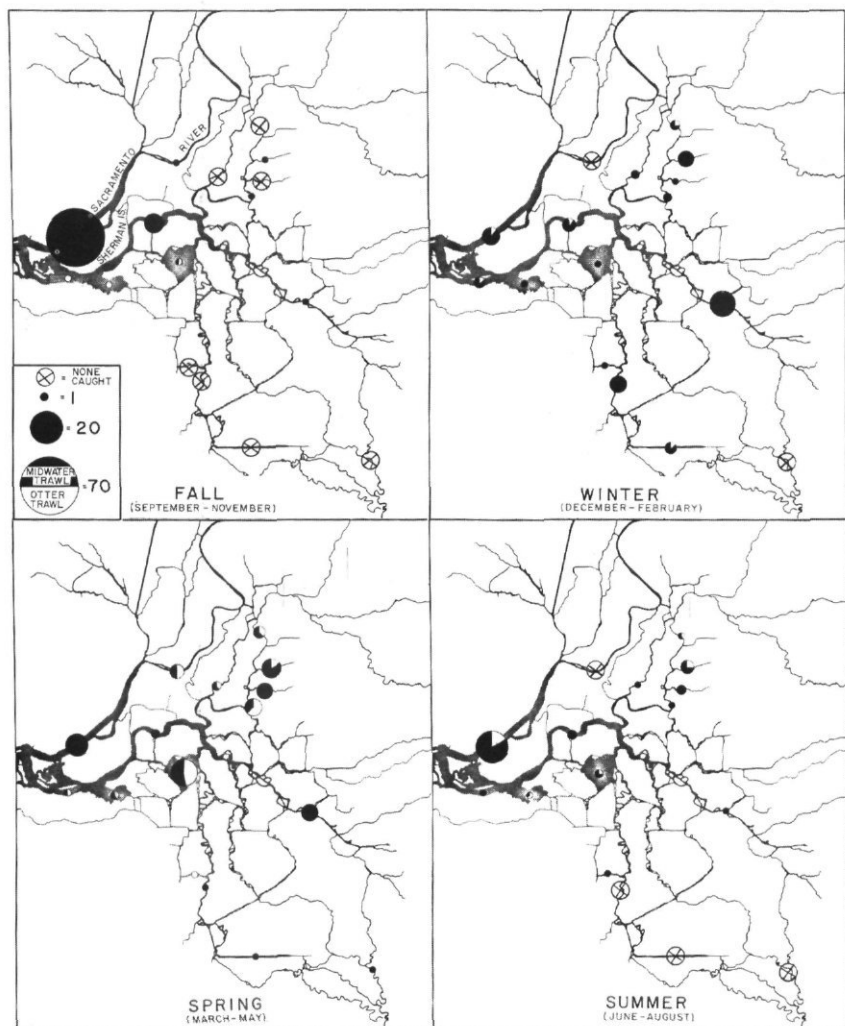 SACRAMENTO
RIVER
SHERMAN IS.
= NONE CAUGHT
= 1
= 20
MIDWATER TRAWL
OTTER TRAWL
= 70
FALL
(SEPTEMBER - NOVEMBER)
WINTER
(DECEMBER - FEBRUARY)
SPRING
(MARCH - MAY)
SUMMER
(JUNE - AUGUST)